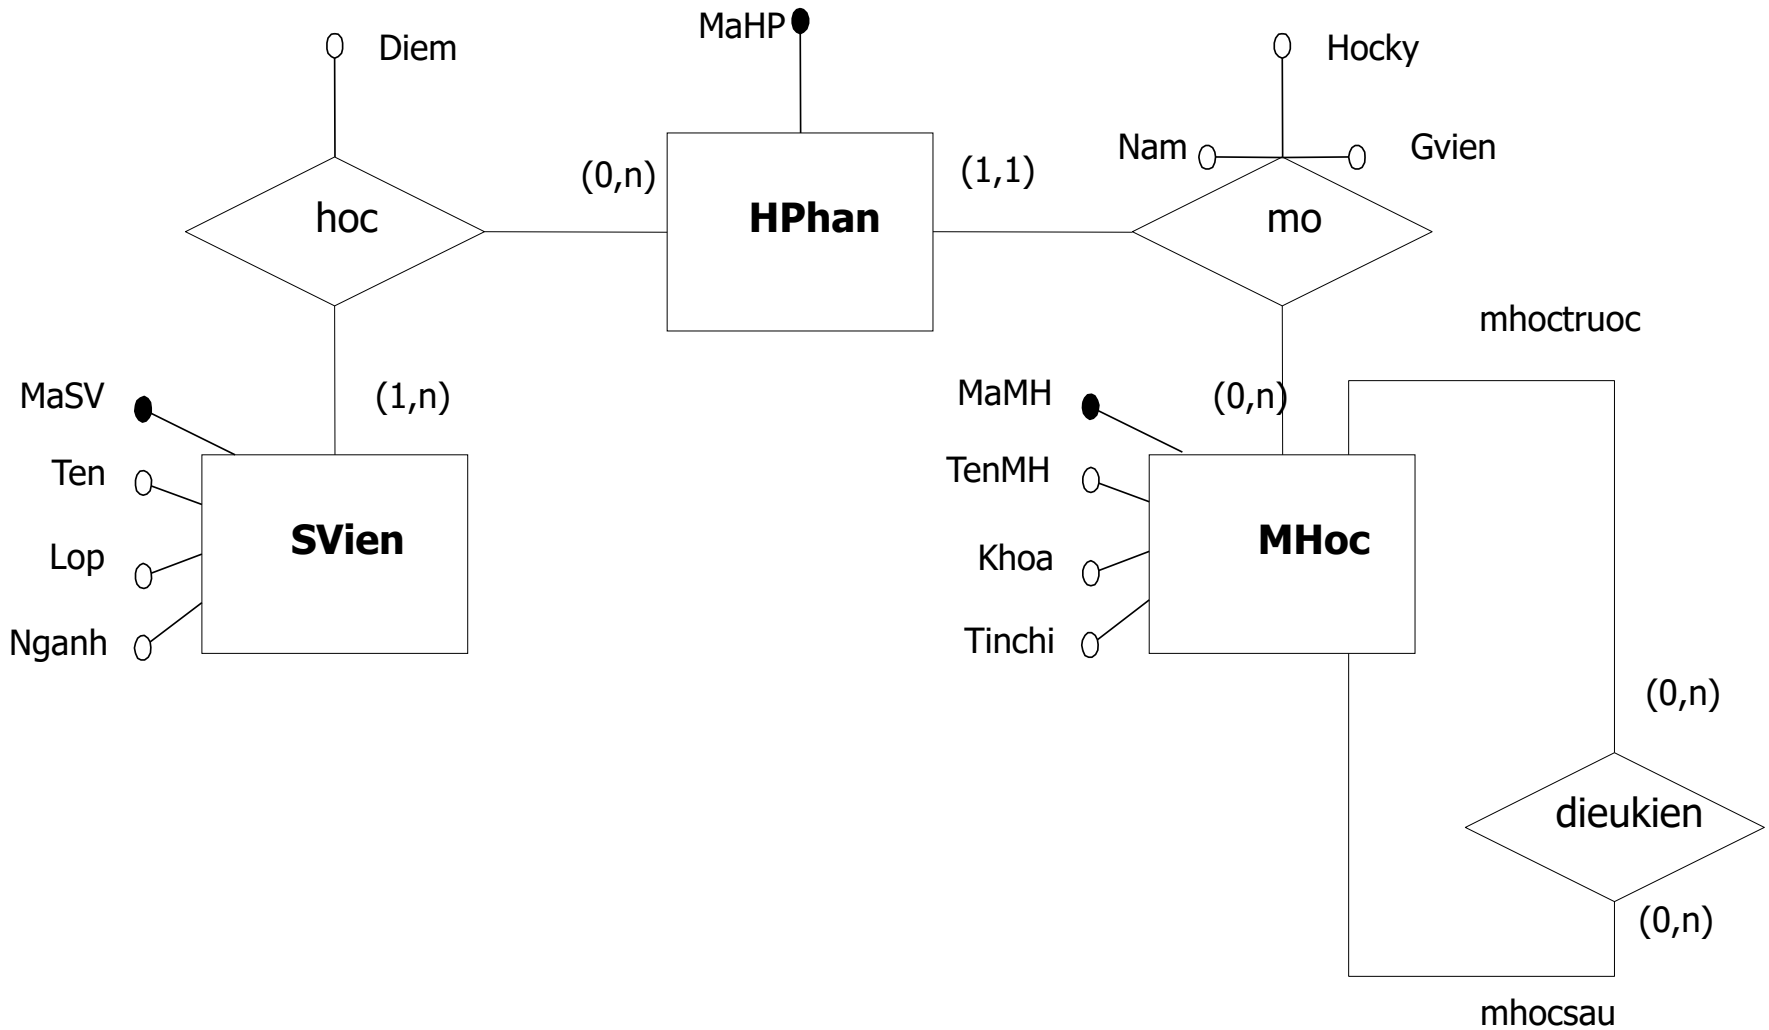 MaHP
Diem
Hocky
Nam
Gvien
(0,n)
(1,1)
hoc
HPhan
mo
mhoctruoc
MaSV
(1,n)
MaMH
(0,n)
Ten
TenMH
SVien
MHoc
Lop
Khoa
Nganh
Tinchi
(0,n)
dieukien
(0,n)
mhocsau